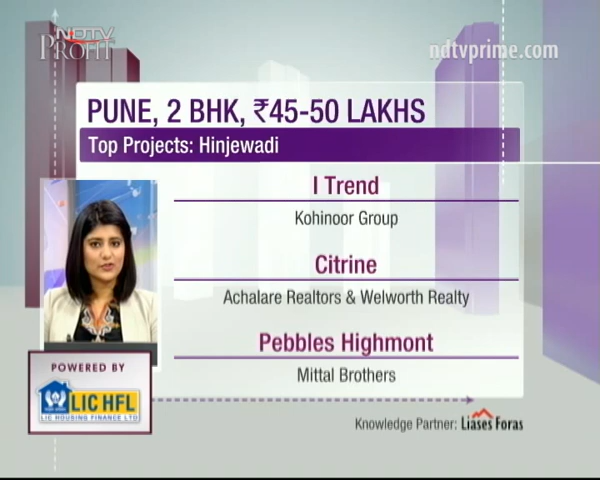 NDTV
PROFIT
ndtvprime.com
PUNE, 2 BHK, ₹45-50 LAKHS
Top Projects: Hinjewadi
I Trend
Kohinoor Group
Citrine
Achalare Realtors & Welworth Realty
Pebbles Highmont
Mittal Brothers
POWERED BY
LIC HFL
LIC HOUSING FINANCE LTD
Knowledge Partner: Liases Foras